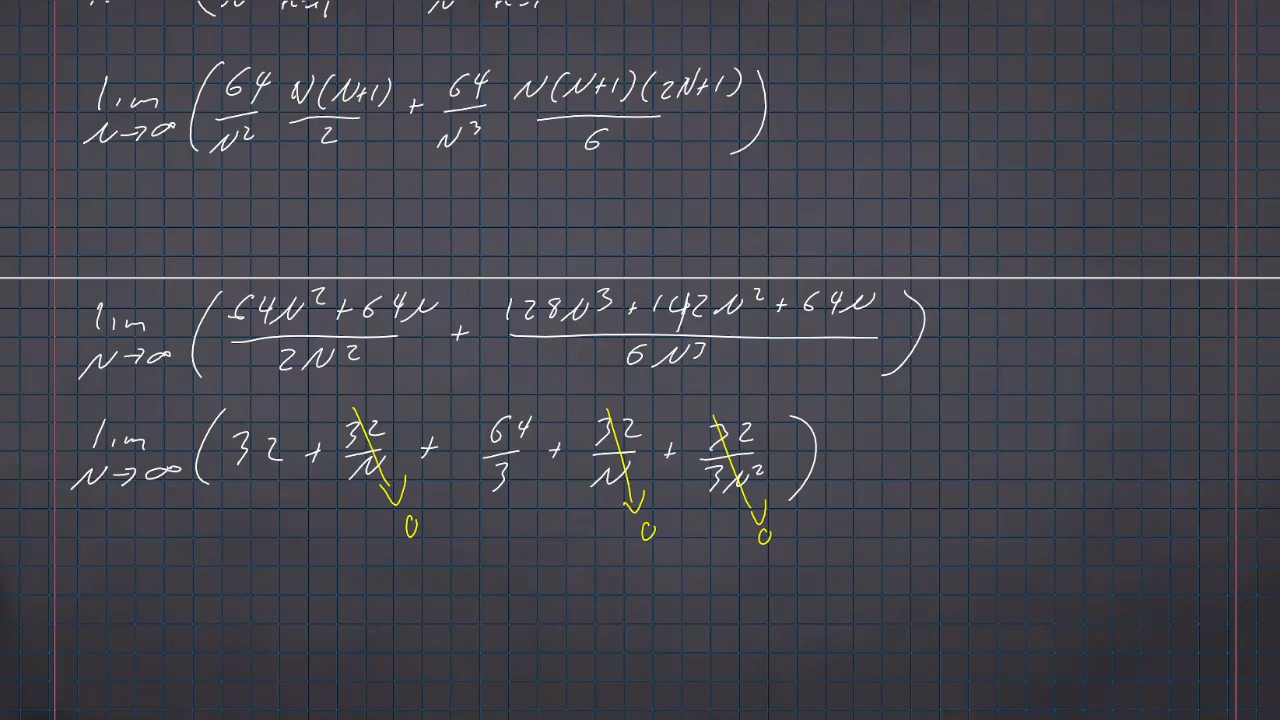 lim N→∞ ( 64/N² N(N+1)/2 + 64/N³ N(N+1)(2N+1)/6 )
lim N→∞ ( 64N² + 64N / 2N² + 128N³ + 192N² + 64N / 6N³ )
lim N→∞ ( 32 + 32/N + 64/3 + 32/N + 32/3N² )
0 0 0